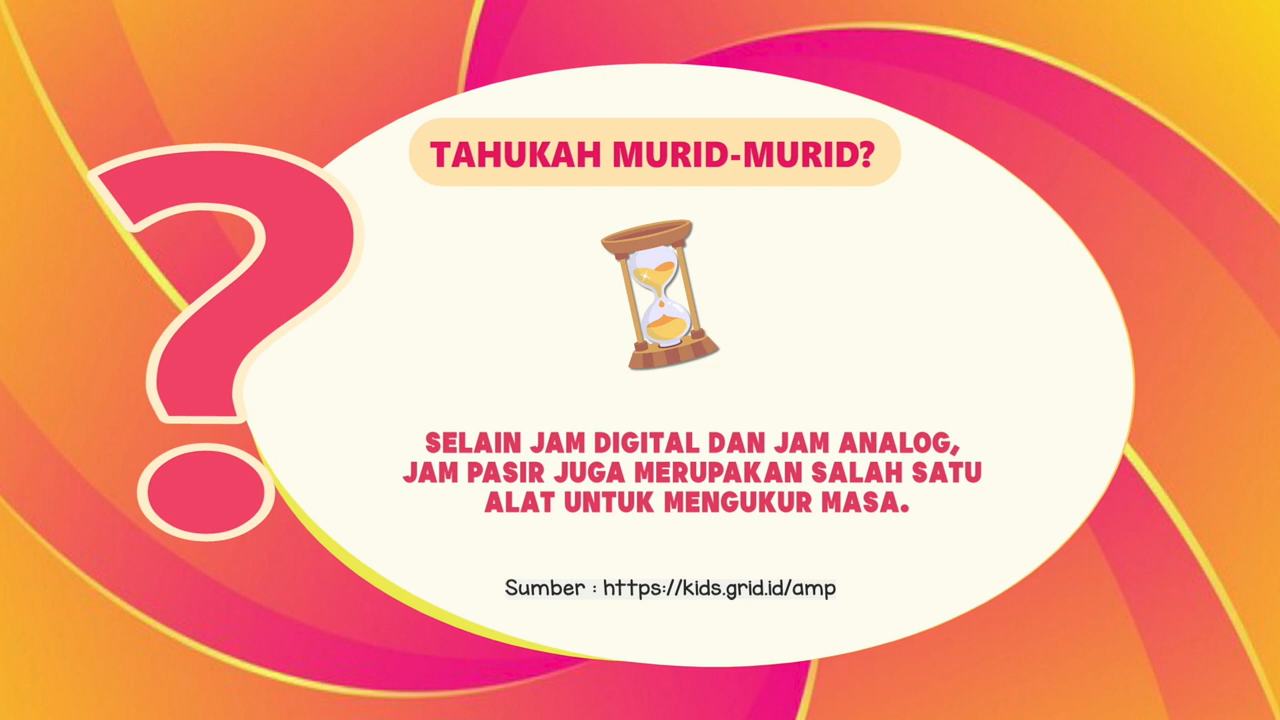 TAHUKAH MURID-MURID?
SELAIN JAM DIGITAL DAN JAM ANALOG,
JAM PASIR JUGA MERUPAKAN SALAH SATU
ALAT UNTUK MENGUKUR MASA.
Sumber : https://kids.grid.id/amp